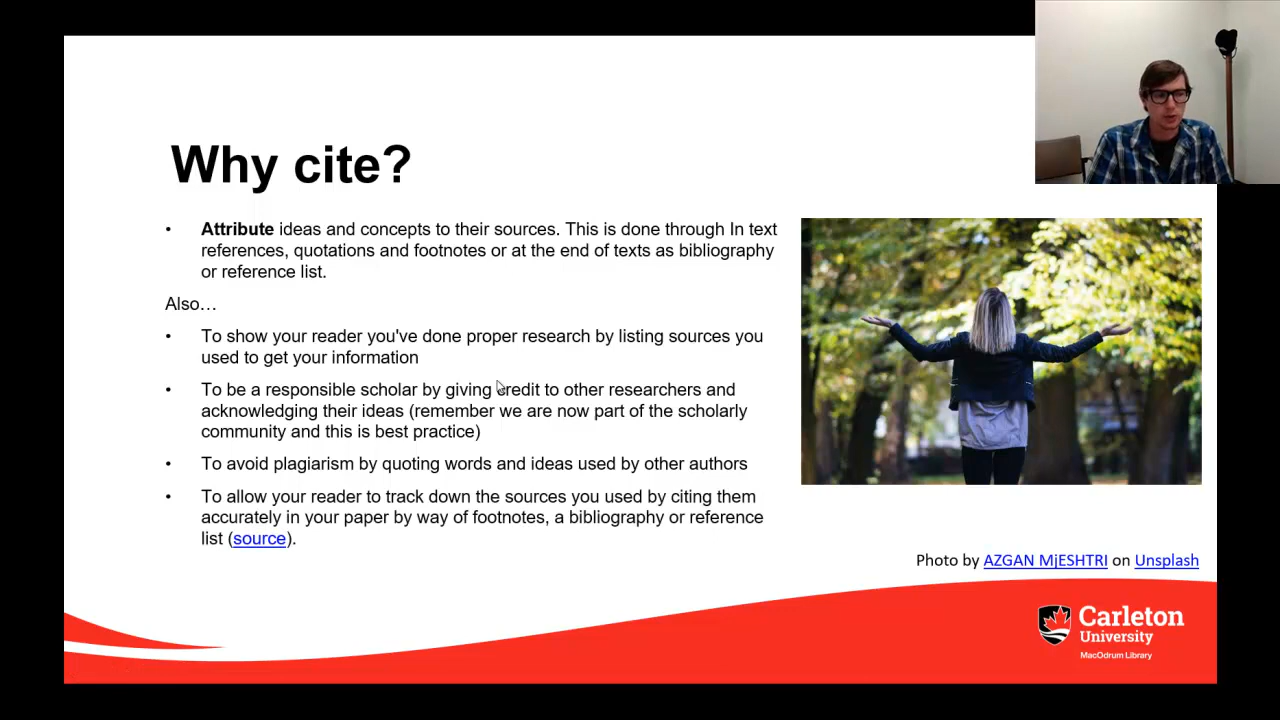 Why cite?
• Attribute ideas and concepts to their sources. This is done through In text
references, quotations and footnotes or at the end of texts as bibliography
or reference list.
Also…
• To show your reader you've done proper research by listing sources you
used to get your information
• To be a responsible scholar by giving credit to other researchers and
acknowledging their ideas (remember we are now part of the scholarly
community and this is best practice)
• To avoid plagiarism by quoting words and ideas used by other authors
• To allow your reader to track down the sources you used by citing them
accurately in your paper by way of footnotes, a bibliography or reference
list (source).
Photo by AZGAN MjESHTRI on Unsplash
Carleton
University
MacOdrum Library